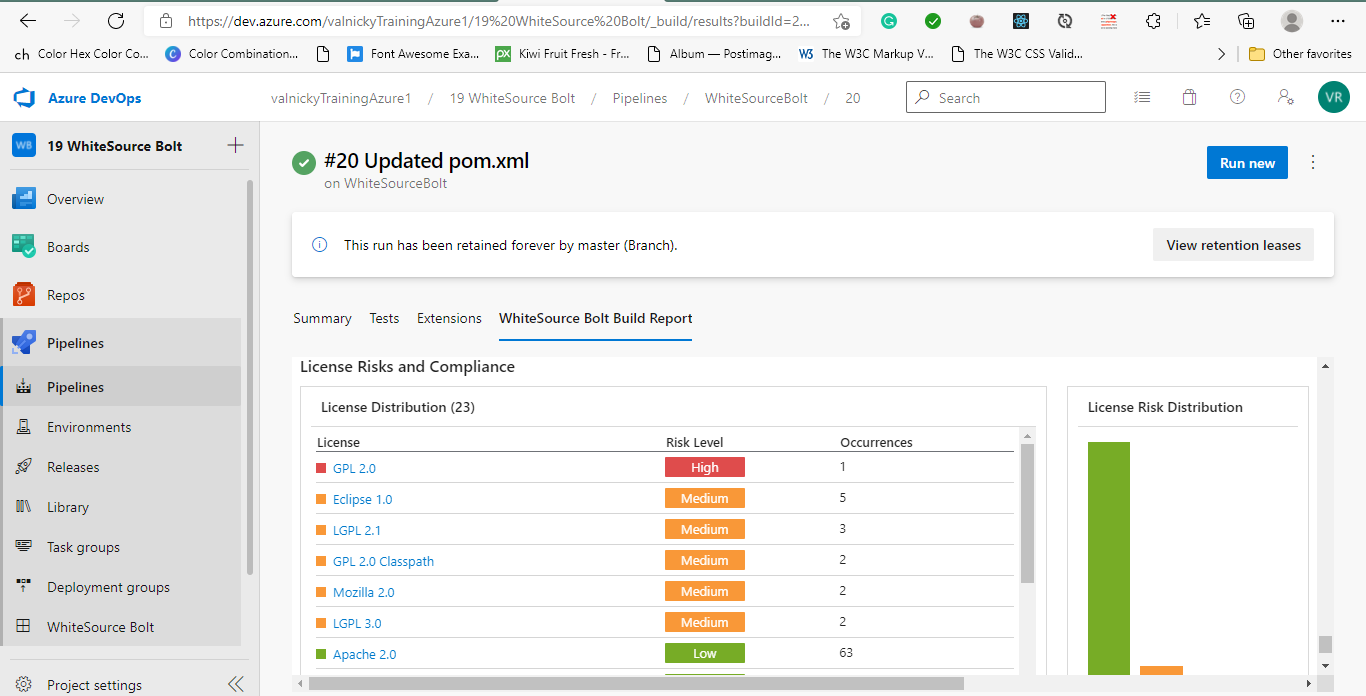 https://dev.azure.com/valnickyTrainingAzure1/19%20WhiteSource%20Bolt/_build/results?buildId=2...
ch Color Hex Color Co... C Color Combination... Font Awesome Exa... px Kiwi Fruit Fresh - Fr... Album — Postimag... W3 The W3C Markup V... The W3C CSS Valid... Other favorites
Azure DevOps
valnickyTrainingAzure1 / 19 WhiteSource Bolt / Pipelines / WhiteSourceBolt / 20
Search
VR
WB 19 WhiteSource Bolt
Overview
Boards
Repos
Pipelines
Pipelines
Environments
Releases
Library
Task groups
Deployment groups
WhiteSource Bolt
Project settings
#20 Updated pom.xml
on WhiteSourceBolt
Run new
This run has been retained forever by master (Branch).
View retention leases
Summary Tests Extensions WhiteSource Bolt Build Report
License Risks and Compliance
License Distribution (23)
License Risk Level Occurrences
GPL 2.0 High 1
Eclipse 1.0 Medium 5
LGPL 2.1 Medium 3
GPL 2.0 Classpath Medium 2
Mozilla 2.0 Medium 2
LGPL 3.0 Medium 2
Apache 2.0 Low 63
License Risk Distribution